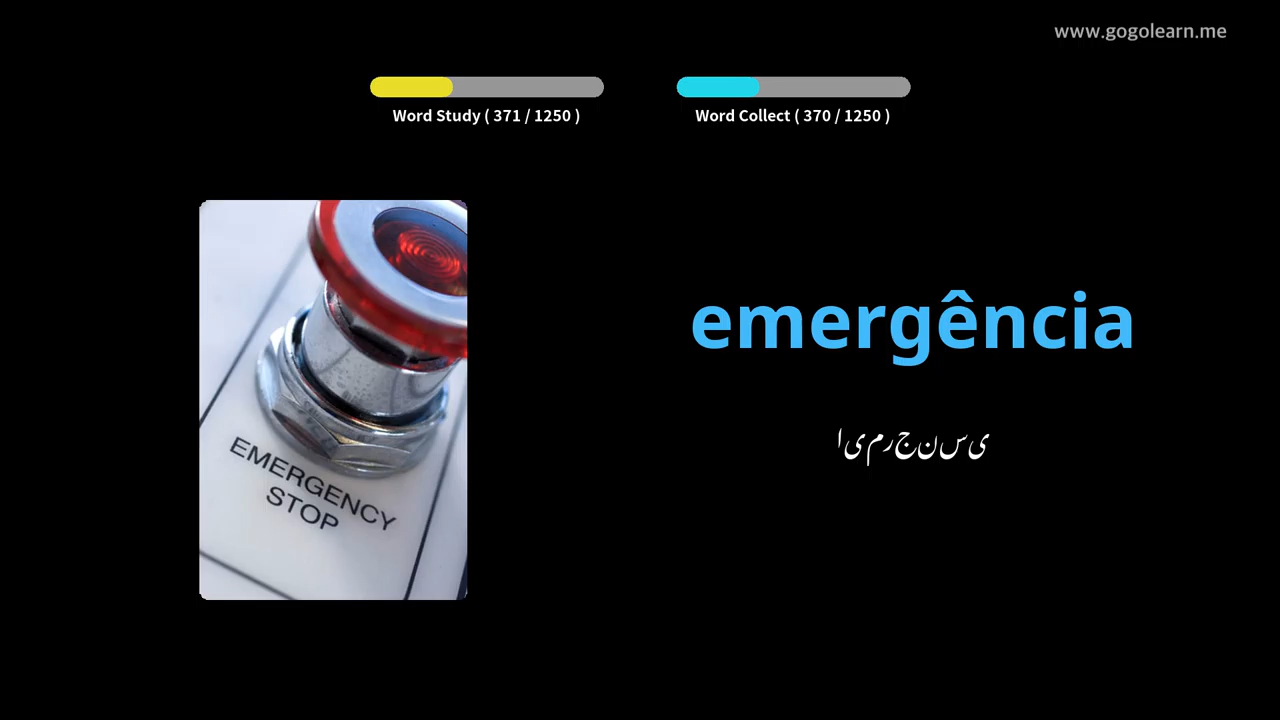 www.gogolearn.me
Word Study ( 371 / 1250 )
Word Collect ( 370 / 1250 )
emergência
ایمرجنسی
EMERGENCY
STOP